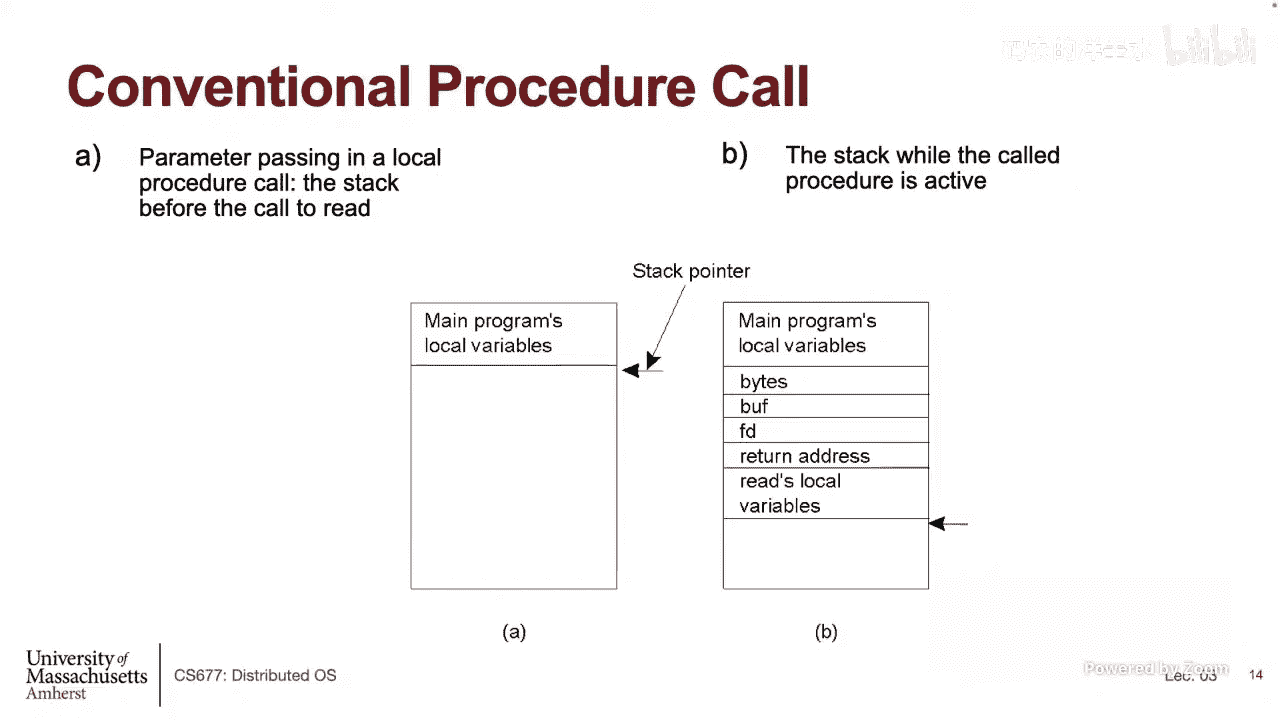 bilibili
Conventional Procedure Call
a) Parameter passing in a local
procedure call: the stack
before the call to read
b) The stack while the called
procedure is active
Stack pointer
Main program's
local variables
Main program's
local variables
bytes
buf
fd
return address
read's local
variables
(a)
(b)
University of
Massachusetts
Amherst
CS677: Distributed OS
Powered by Zoom
Lec. 03
14